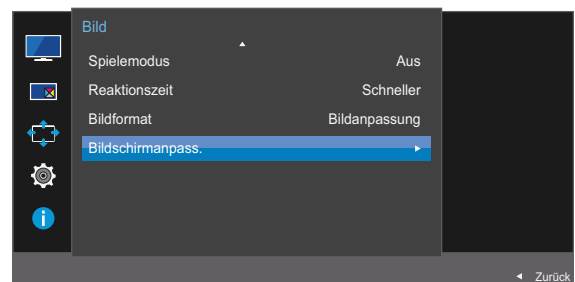 Bild
Spielemodus Aus
Reaktionszeit Schneller
Bildformat Bildanpassung
Bildschirmanpass.
Zurück